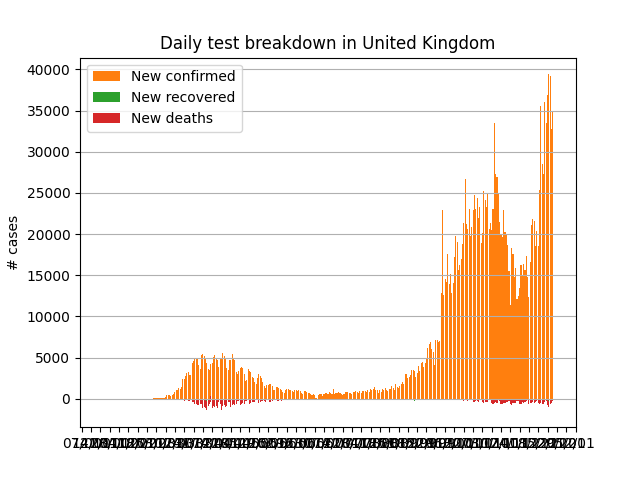 Daily test breakdown in United Kingdom
New confirmed
New recovered
New deaths
40000
35000
30000
25000
20000
15000
10000
5000
0
# cases